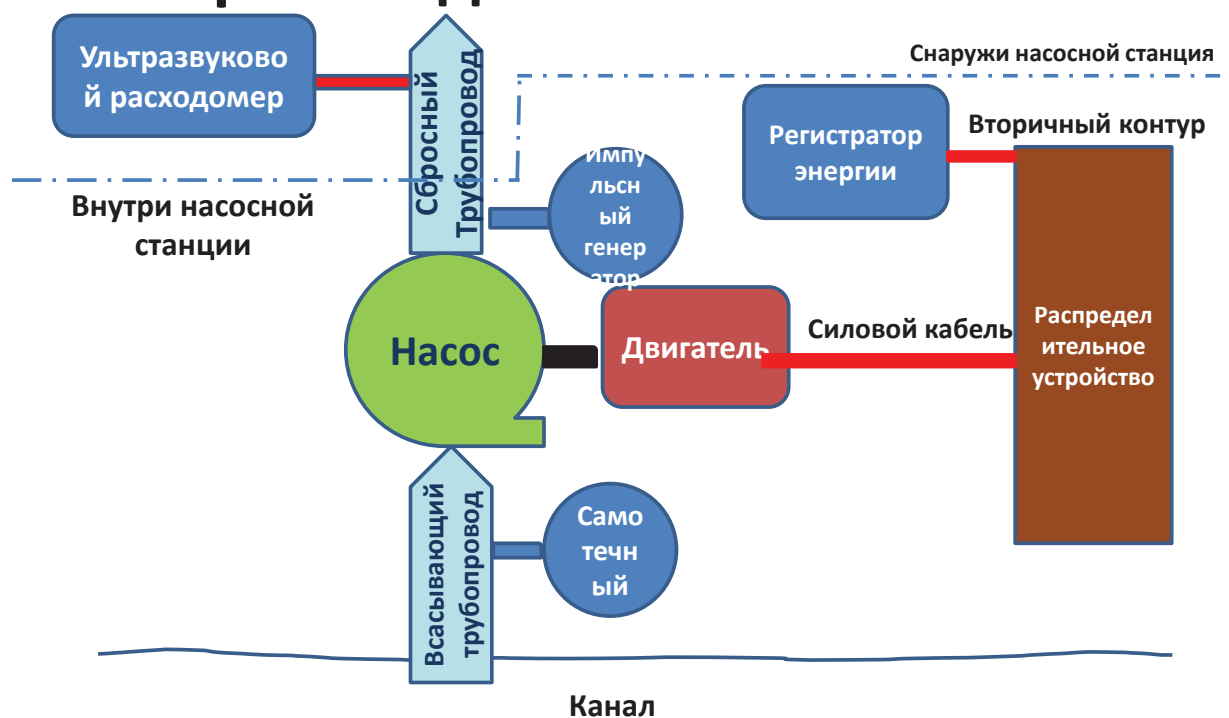 Ультразвуково
й расходомер
Сбросный
Трубопровод
Снаружи насосной станция
Регистратор
энергии
Вторичный контур
Импу
льсн
ый
генер
атор
Внутри насосной
станции
Насос
Двигатель
Силовой кабель
Распредел
ительное
устройство
Всасывающий
трубопровод
Само
течн
ый
Канал